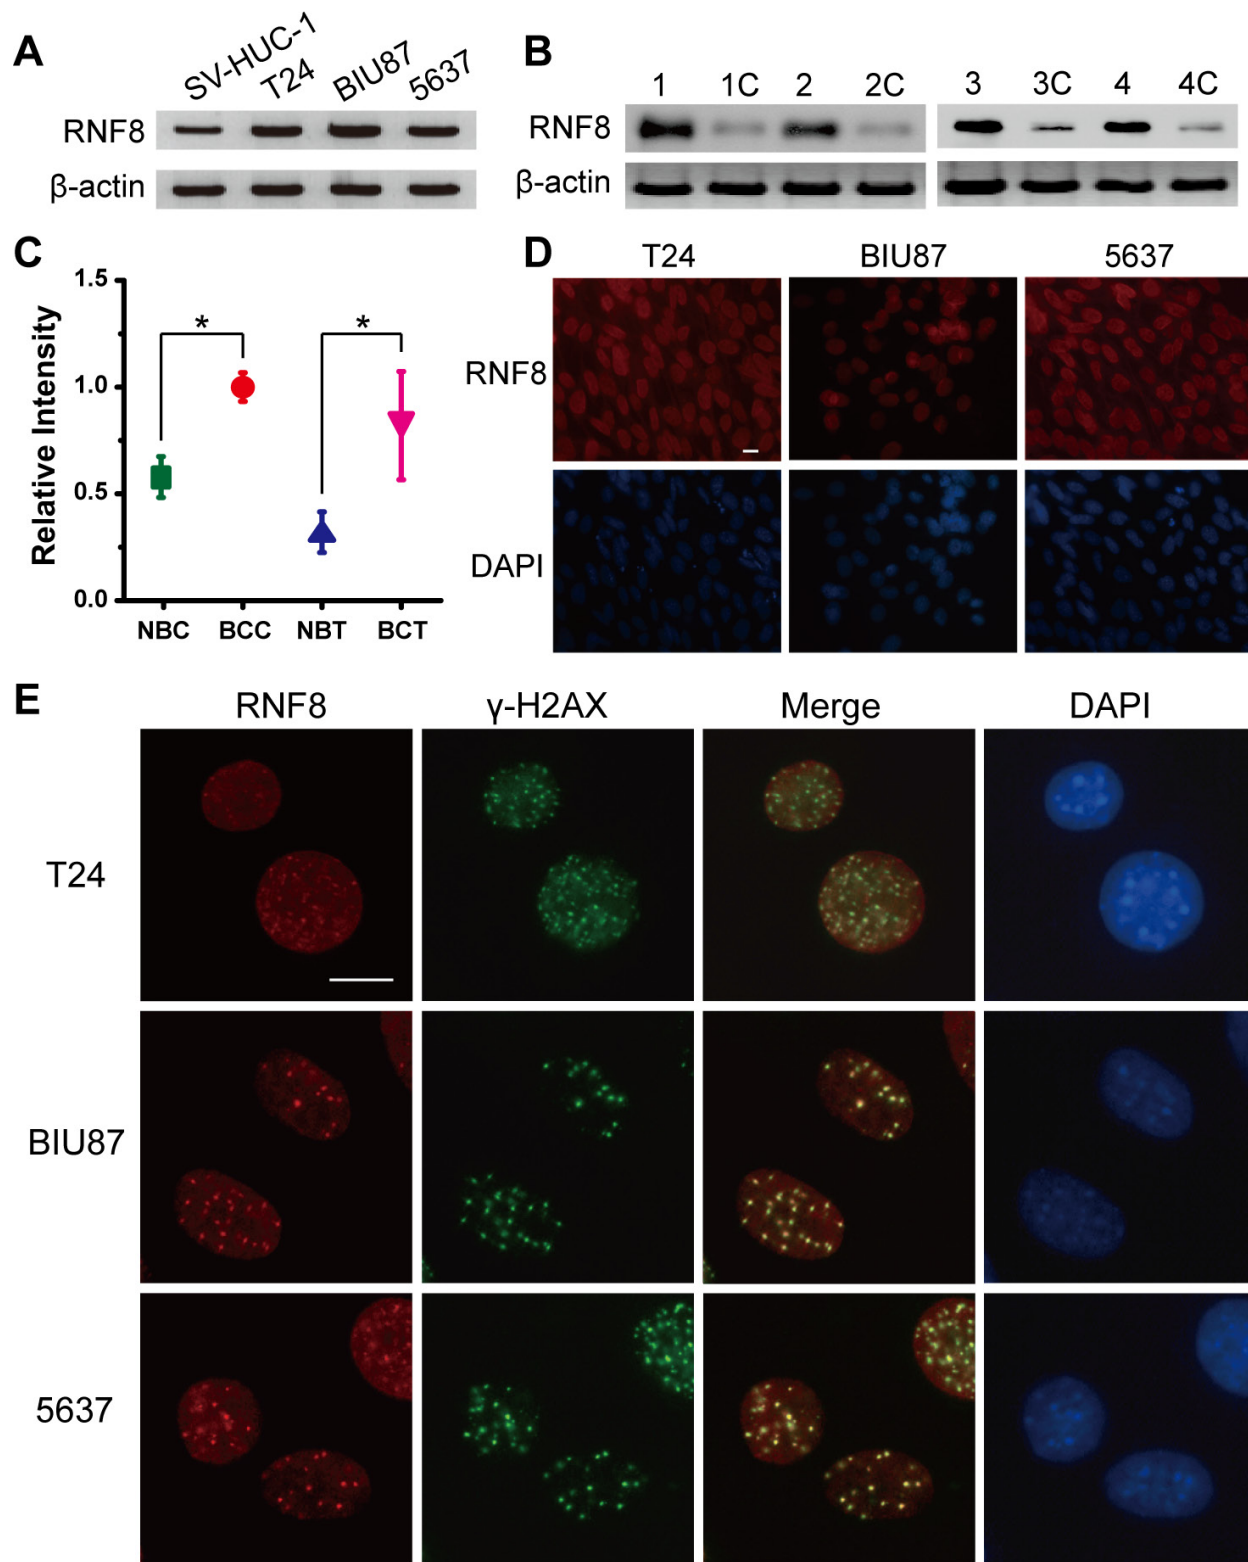 A
SV-HUC-1 T24 BIU87 5637
RNF8
β-actin
B
1 1C 2 2C 3 3C 4 4C
RNF8
β-actin
C
Relative Intensity
1.5
1.0
0.5
0.0
* *
NBC BCC NBT BCT
D
T24 BIU87 5637
RNF8
DAPI
E
RNF8 γ-H2AX Merge DAPI
T24
BIU87
5637